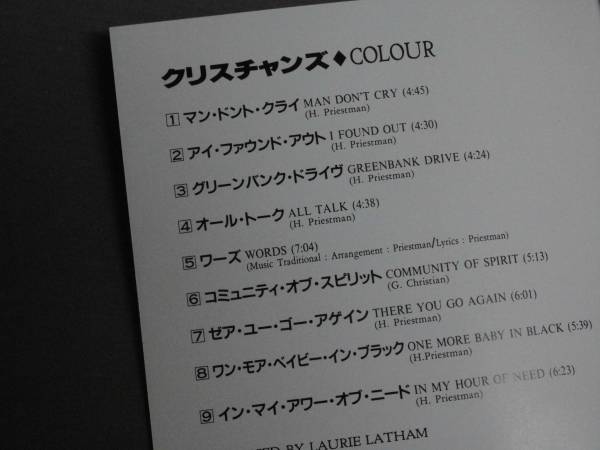 クリスチャンズ◆COLOUR
1 マン・ドント・クライ MAN DON'T CRY (4:45)
(H. Priestman)
2 アイ・ファウンド・アウト I FOUND OUT (4:30)
(H. Priestman)
3 グリーンバンク・ドライヴ GREENBANK DRIVE (4:24)
(H. Priestman)
4 オール・トーク ALL TALK (4:38)
(H. Priestman)
5 ワーズ WORDS (7:04)
(Music Traditional : Arrangement : Priestman/Lyrics : Priestman)
6 コミュニティ・オブ・スピリット COMMUNITY OF SPIRIT (5:13)
(G. Christian)
7 ゼア・ユー・ゴー・アゲイン THERE YOU GO AGAIN (6:01)
(H. Priestman)
8 ワン・モア・ベイビー・イン・ブラック ONE MORE BABY IN BLACK (5:39)
(H.Priestman)
9 イン・マイ・アワー・オブ・ニード IN MY HOUR OF NEED (6:23)
(H. Priestman)
BY LAURIE LATHAM